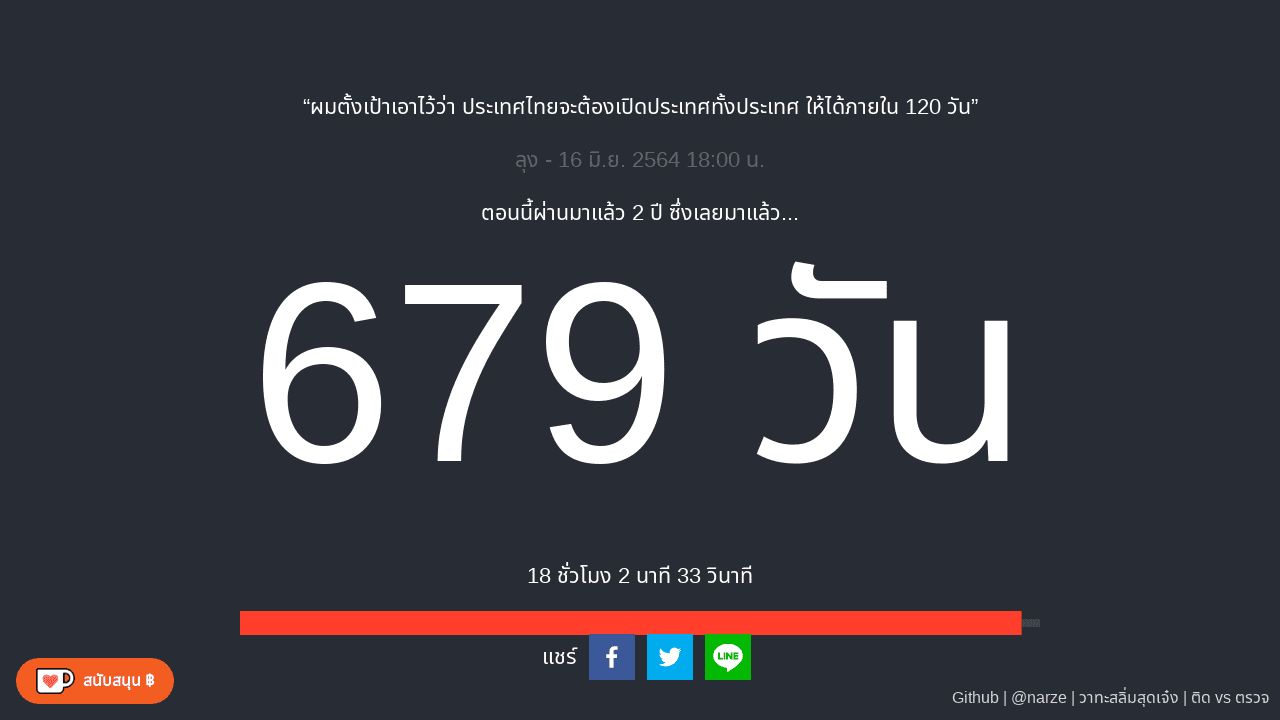 “ผมตั้งเป้าเอาไว้ว่า ประเทศไทยจะต้องเปิดประเทศทั้งประเทศ ให้ได้ภายใน 120 วัน”
ลุง - 16 มิ.ย. 2564 18:00 น.
ตอนนี้ผ่านมาแล้ว 2 ปี ซึ่งเลยมาแล้ว...
679 วัน
18 ชั่วโมง 2 นาที 33 วินาที
แชร์
LINE
สนับสนุน ฿
Github | @narze | วาทะสลิ่มสุดเจ๋ง | ติด vs ตรวจ